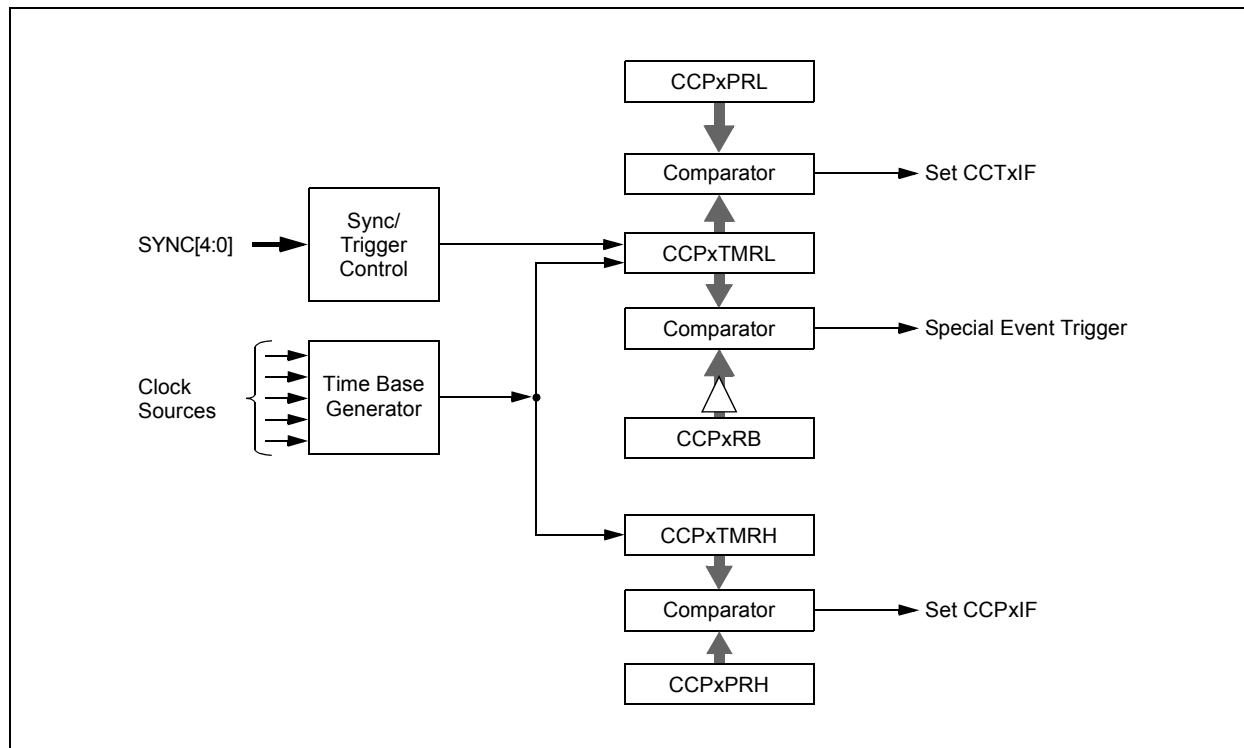 CCPxPRL
Comparator
Set CCTxIF
SYNC[4:0]
Sync/
Trigger
Control
CCPxTMRL
Comparator
Special Event Trigger
Clock
Sources
Time Base
Generator
CCPxRB
CCPxTMRH
Comparator
Set CCPxIF
CCPxPRH